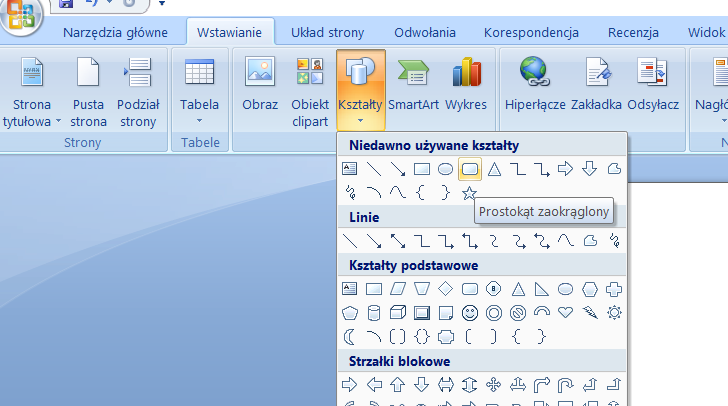 Narzędzia główne Wstawianie Układ strony Odwołania Korespondencja Recenzja Widok
Strona tytułowa
Pusta strona
Podział strony
Tabela
Obraz
Obiekt clipart
Kształty
SmartArt
Wykres
Hiperłącze
Zakładka
Odsyłacz
Nagłó
Strony
Tabele
N
Niedawno używane kształty
Prostokąt zaokrąglony
Linie
Kształty podstawowe
Strzałki blokowe